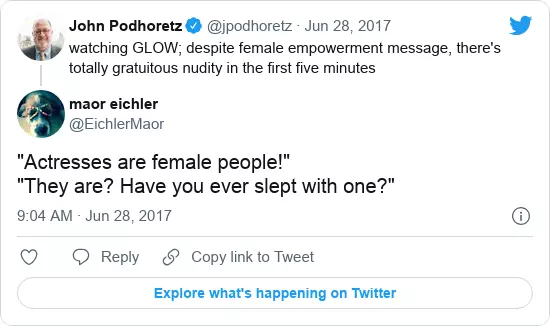 John Podhoretz @jpodhoretz · Jun 28, 2017
watching GLOW; despite female empowerment message, there's
totally gratuitous nudity in the first five minutes
maor eichler
@EichlerMaor
"Actresses are female people!"
"They are? Have you ever slept with one?"
9:04 AM · Jun 28, 2017
Reply Copy link to Tweet
Explore what's happening on Twitter